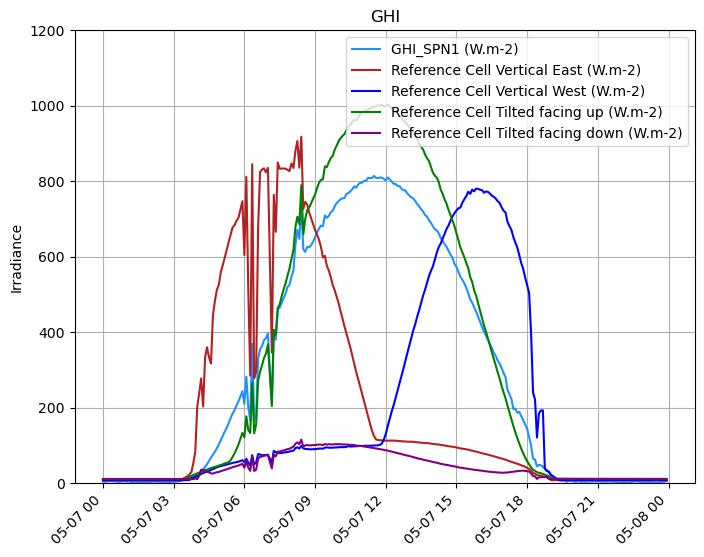 GHI
1200
1000
800
600
400
200
0
Irradiance
GHI_SPN1 (W.m-2)
Reference Cell Vertical East (W.m-2)
Reference Cell Vertical West (W.m-2)
Reference Cell Tilted facing up (W.m-2)
Reference Cell Tilted facing down (W.m-2)
05-07 00
05-07 03
05-07 06
05-07 09
05-07 12
05-07 15
05-07 18
05-07 21
05-08 00